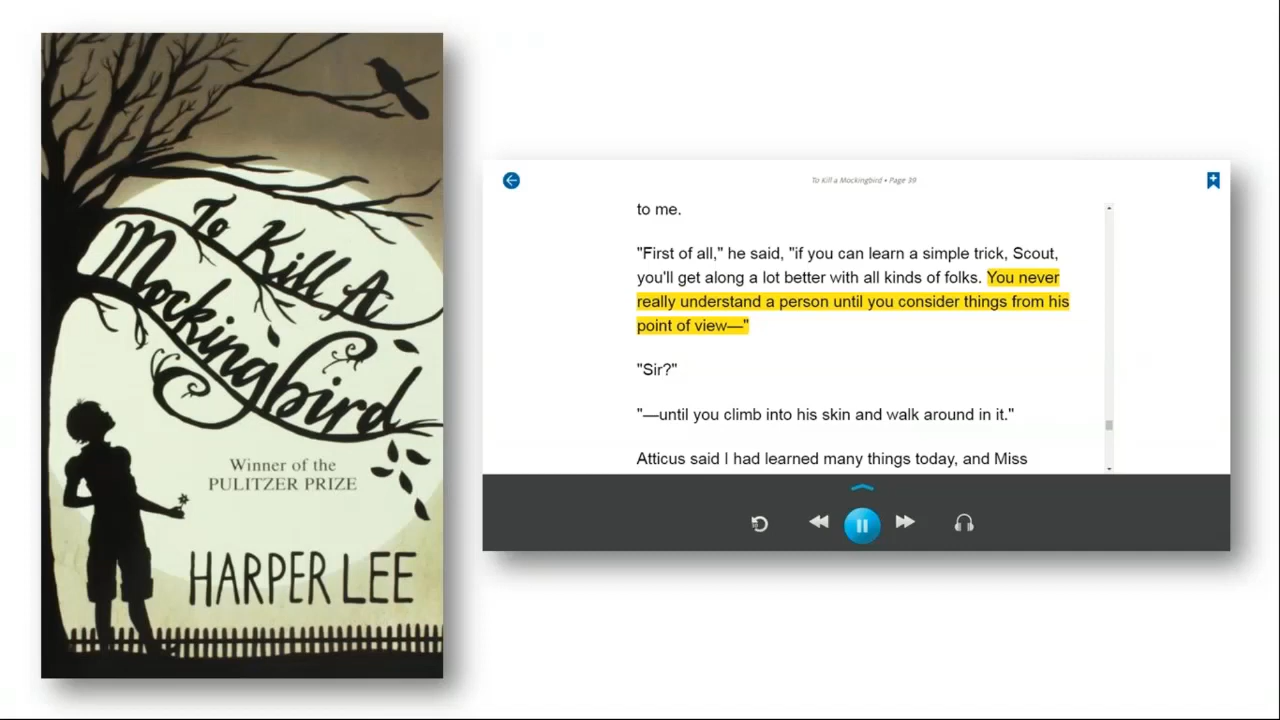 To Kill A
Mockingbird
Winner of the
PULITZER PRIZE
HARPER LEE
To Kill a Mockingbird • Page 39
to me.
"First of all," he said, "if you can learn a simple trick, Scout,
you'll get along a lot better with all kinds of folks. You never
really understand a person until you consider things from his
point of view—"
"Sir?"
"—until you climb into his skin and walk around in it."
Atticus said I had learned many things today, and Miss